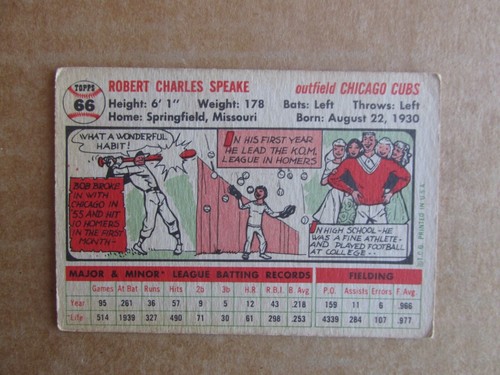 TOPPS
66
ROBERT CHARLES SPEAKE outfield CHICAGO CUBS
Height: 6' 1" Weight: 178 Bats: Left Throws: Left
Home: Springfield, Missouri Born: August 22, 1930
WHAT A WONDERFUL
HABIT!
BOB BROKE
IN WITH
CHICAGO IN
'55 AND HIT
10 HOMERS
IN THE FIRST
MONTH-
IN HIS FIRST YEAR
HE LEAD THE K.O.M.
LEAGUE IN HOMERS
IN HIGH SCHOOL-HE
WAS A FINE ATHLETE-
AND PLAYED FOOTBALL
AT COLLEGE--
©T.C.G. PRINTED IN U.S.A.
MAJOR & MINOR* LEAGUE BATTING RECORDS FIELDING
Games At Bat Runs Hits 2b 3b H.R R.B.I B. Avg P.O. Assists Errors F. Avg.
Year 95 261 36 57 9 5 12 43 .218 159 11 6 .966
*Life 514 1939 327 490 71 30 61 298 .253 4339 284 107 .977